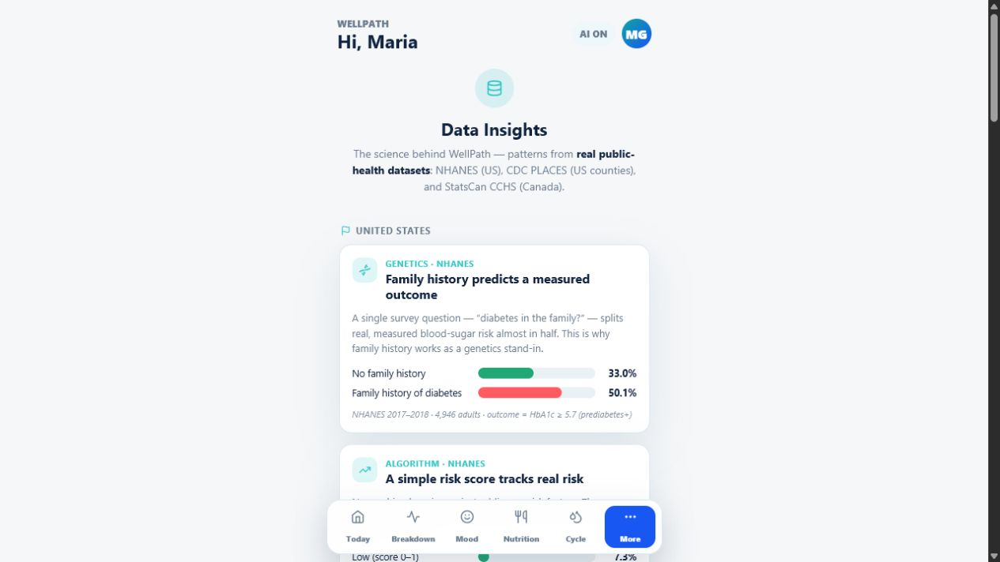 WELLPATH
Hi, Maria
AI ON
MG
Data Insights
The science behind WellPath — patterns from real public-
health datasets: NHANES (US), CDC PLACES (US counties),
and StatsCan CCHS (Canada).
UNITED STATES
GENETICS · NHANES
Family history predicts a measured
outcome
A single survey question — “diabetes in the family?” — splits
real, measured blood-sugar risk almost in half. This is why
family history works as a genetics stand-in.
No family history 33.0%
Family history of diabetes 50.1%
NHANES 2017–2018 · 4,946 adults · outcome = HbA1c ≥ 5.7 (prediabetes+)
ALGORITHM · NHANES
A simple risk score tracks real risk
Low (score 0–1) 7.3%
Today
Breakdown
Mood
Nutrition
Cycle
More